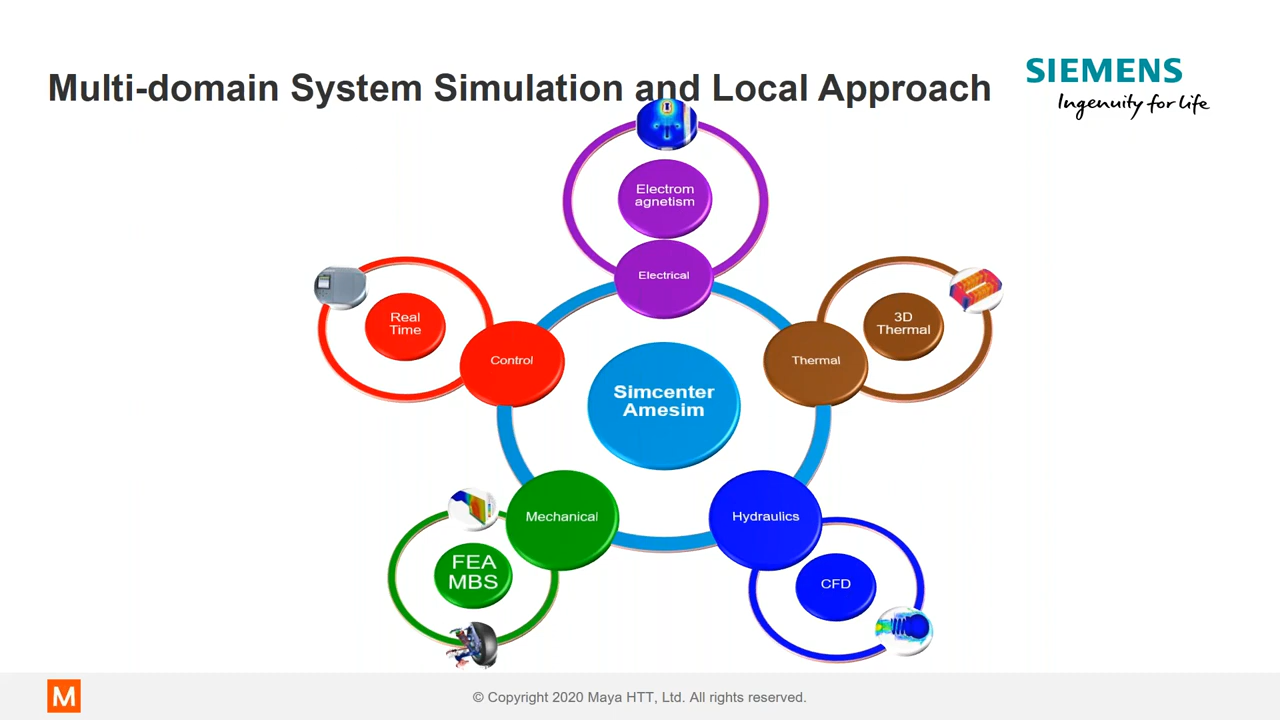 Multi-domain System Simulation and Local Approach
SIEMENS
Ingenuity for life
Electrom
agnetism
Electrical
Real
Time
Control
3D
Thermal
Thermal
Simcenter
Amesim
Mechanical
Hydraulics
FEA
MBS
CFD
M
© Copyright 2020 Maya HTT, Ltd. All rights reserved.